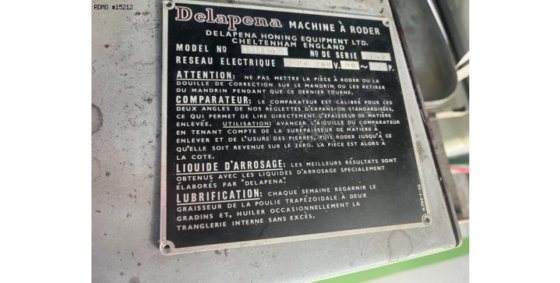 RDMO #15212
Delapena MACHINE À RODER
DELAPENA HONING EQUIPMENT LTD.
CHELTENHAM ENGLAND
MODEL Nº Nº DE SERIE
RESEAU ELECTRIQUE V. ~ P.
ATTENTION: NE PAS METTRE LA PIÈCE À RODER OU LA
DOUILLE DE CORRECTION SUR LE MANDRIN OU LES RETIRER
DU MANDRIN PENDANT QUE CE DERNIER TOURNE.
COMPARATEUR: LE COMPARATEUR EST CALIBRÉ POUR LES
DEUX ANGLES DE NOS RÉGLETTES D'EXPANSION STANDARDISÉES,
CE QUI PERMET DE LIRE DIRECTEMENT L'ÉPAISSEUR DE MATIÈRE
ENLEVÉE. UTILISATION: AVANCER L'AIGUILLE DU COMPARATEUR
EN TENANT COMPTE DE LA SURÉPAISSEUR DE MATIÈRE À
ENLEVER ET DE L'USURE DES PIERRES, PUIS RODER JUSQU'À CE
QU'ELLE SOIT REVENUE SUR LE ZÉRO. LA PIÈCE EST ALORS À
LA COTE.
LIQUIDE D'ARROSAGE: LES MEILLEURS RÉSULTATS SONT
OBTENUS AVEC LES LIQUIDES D'ARROSAGE SPECIALEMENT
ÉLABORÉS PAR "DELAPENA".
LUBRIFICATION: CHAQUE SEMAINE REGARNIR LE
GRAISSEUR DE LA POULIE TRAPÉZOIDALE À DEUX
GRADINS ET, HUILER OCCASIONNELLEMENT LA
TRANGLERIE INTERNE SANS EXCÈS.